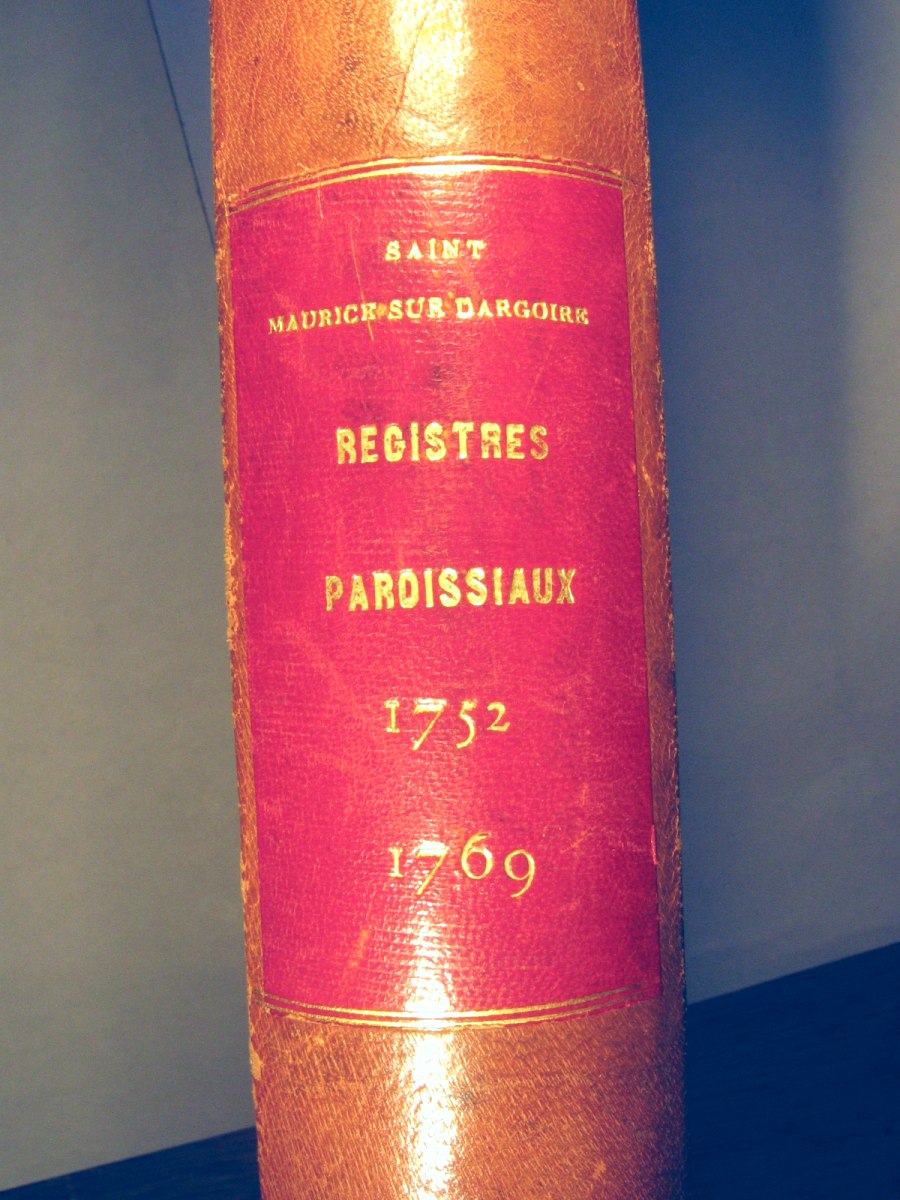 SAINT
MAURICE SUR DARGOIRE
REGISTRES
PAROISSIAUX
1752
1769